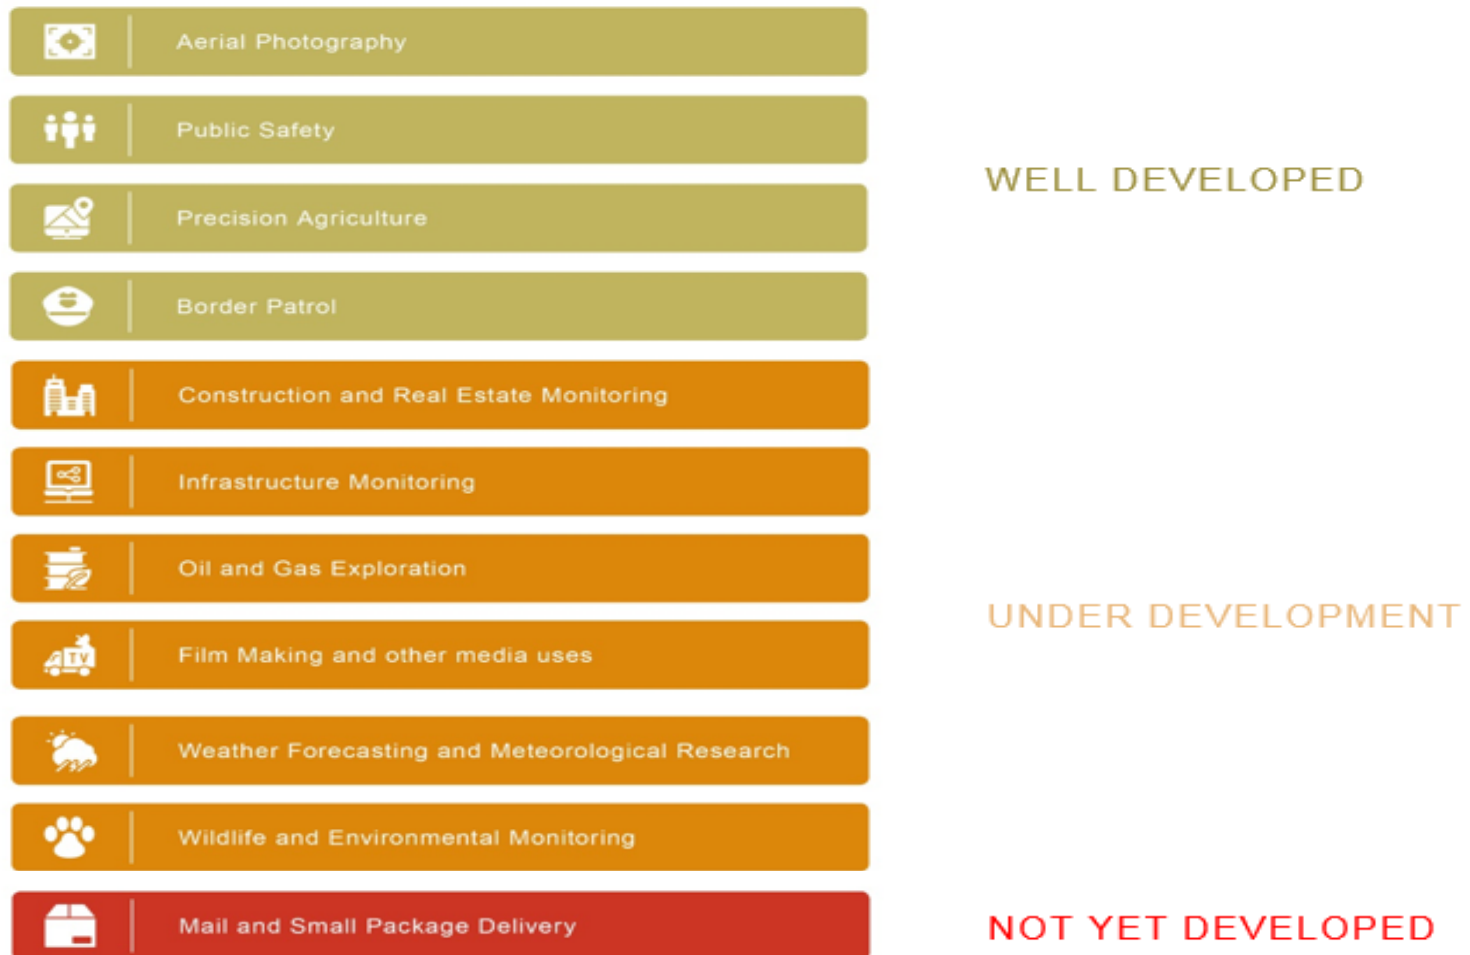 Aerial Photography
Public Safety
WELL DEVELOPED
Precision Agriculture
Border Patrol
Construction and Real Estate Monitoring
Infrastructure Monitoring
Oil and Gas Exploration
UNDER DEVELOPMENT
TV
Film Making and other media uses
Weather Forecasting and Meteorological Research
Wildlife and Environmental Monitoring
Mail and Small Package Delivery
NOT YET DEVELOPED